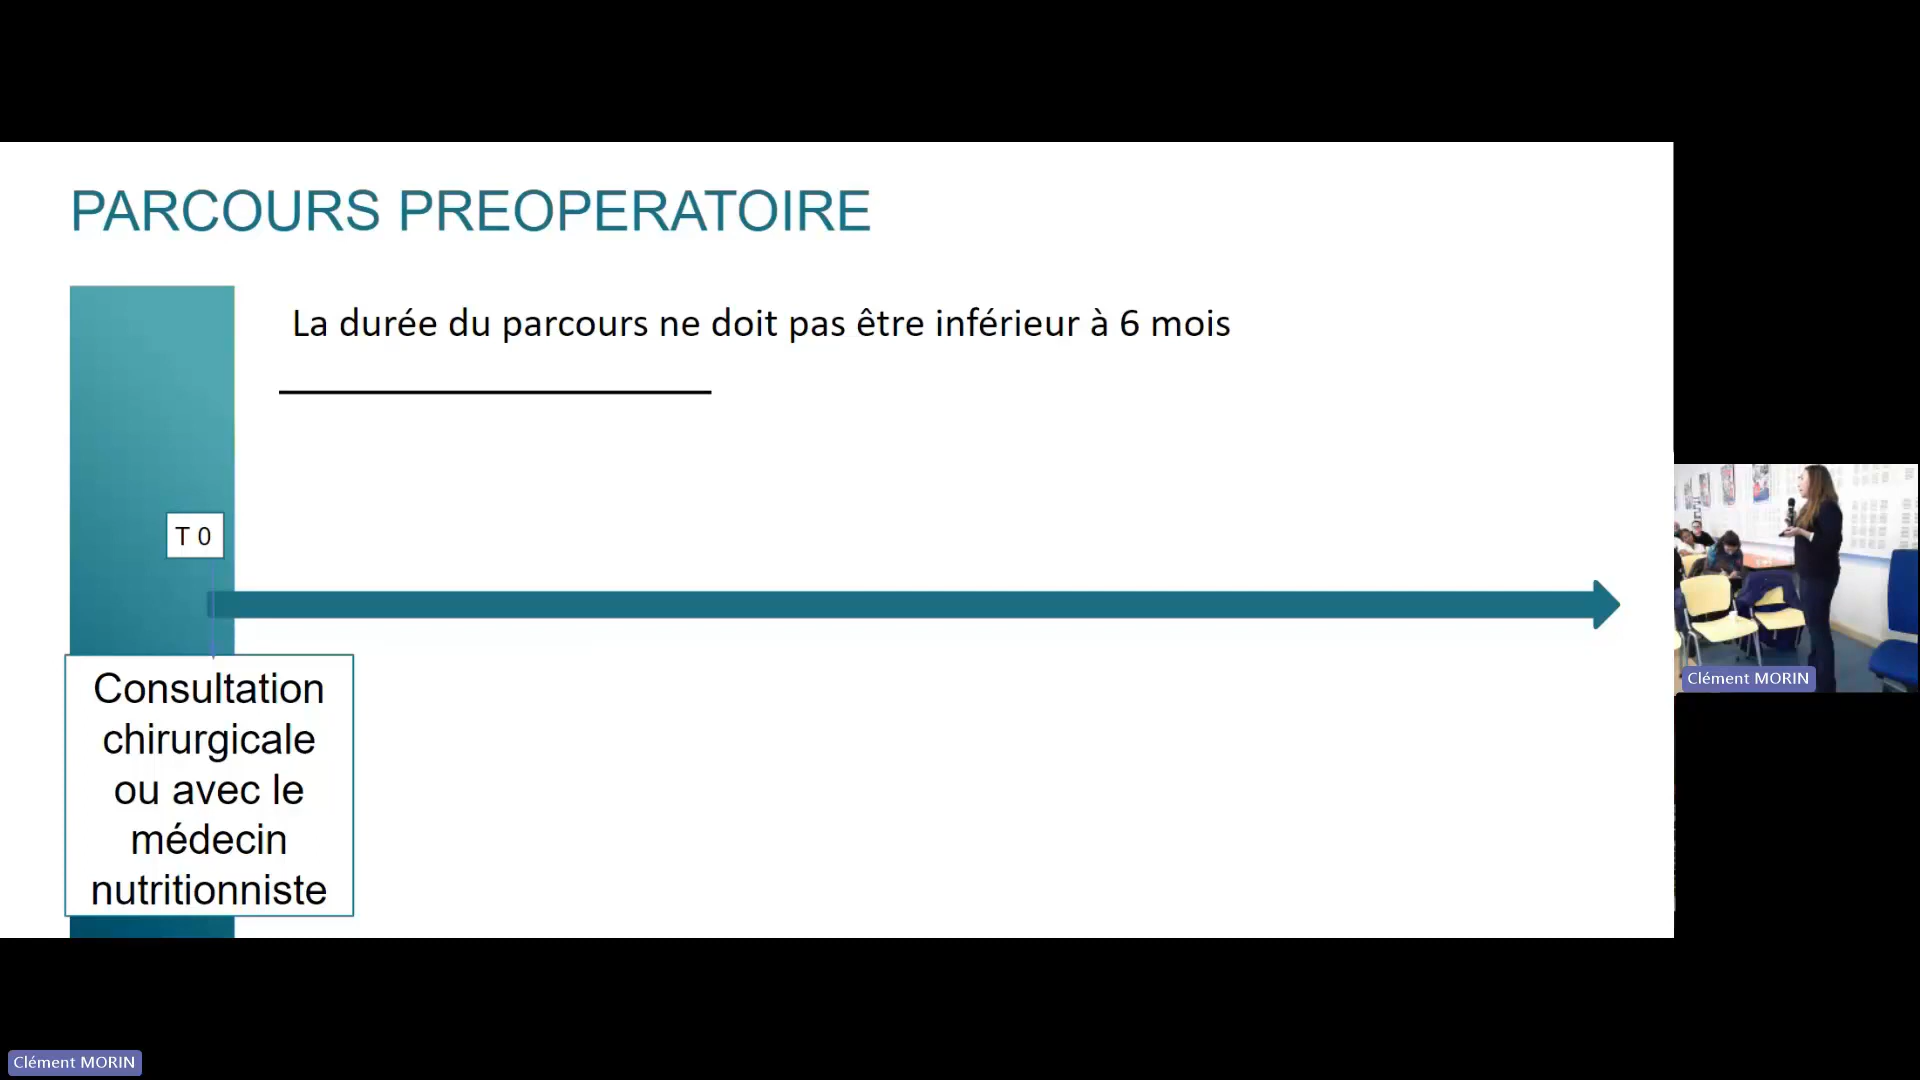 PARCOURS PREOPERATOIRE
La durée du parcours ne doit pas être inférieur à 6 mois
T 0
Consultation
chirurgicale
ou avec le
médecin
nutritionniste
Clément MORIN
Clément MORIN